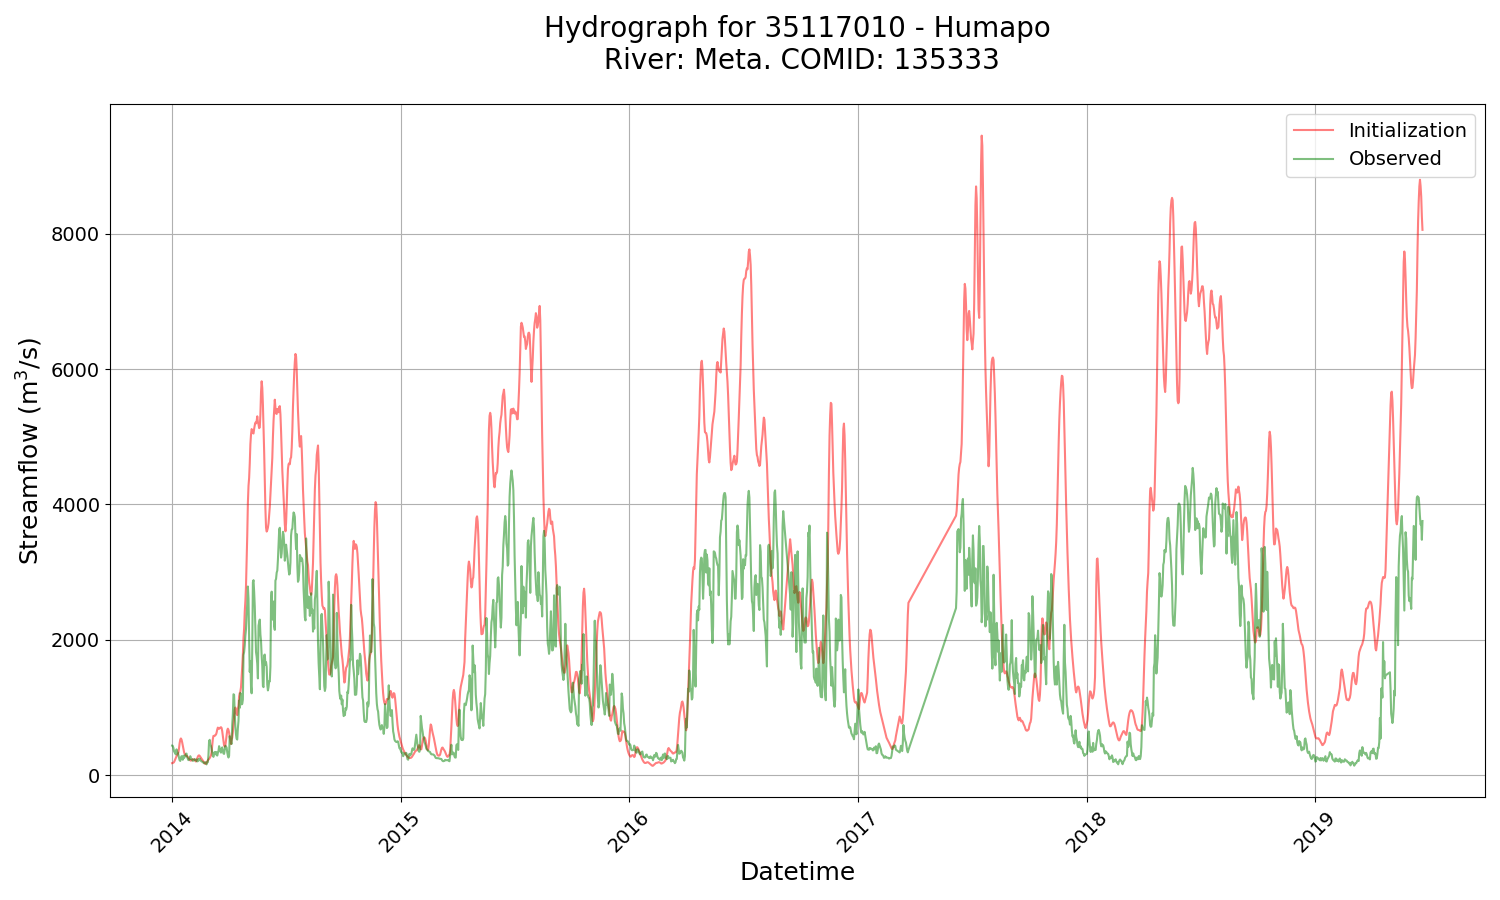 Hydrograph for 35117010 - Humapo
River: Meta. COMID: 135333
Initialization
Observed
Streamflow (m³/s)
8000
6000
4000
2000
0
2014
2015
2016
2017
2018
2019
Datetime